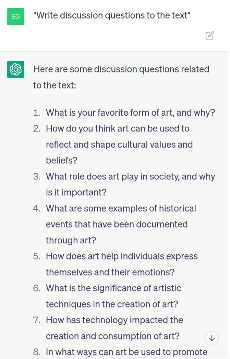 EG
"Write discussion questions to the text"
Here are some discussion questions related
to the text:
1. What is your favorite form of art, and why?
2. How do you think art can be used to
reflect and shape cultural values and
beliefs?
3. What role does art play in society, and why
is it important?
4. What are some examples of historical
events that have been documented
through art?
5. How does art help individuals express
themselves and their emotions?
6. What is the significance of artistic
techniques in the creation of art?
7. How has technology impacted the
creation and consumption of art?
8. In what ways can art be used to promote